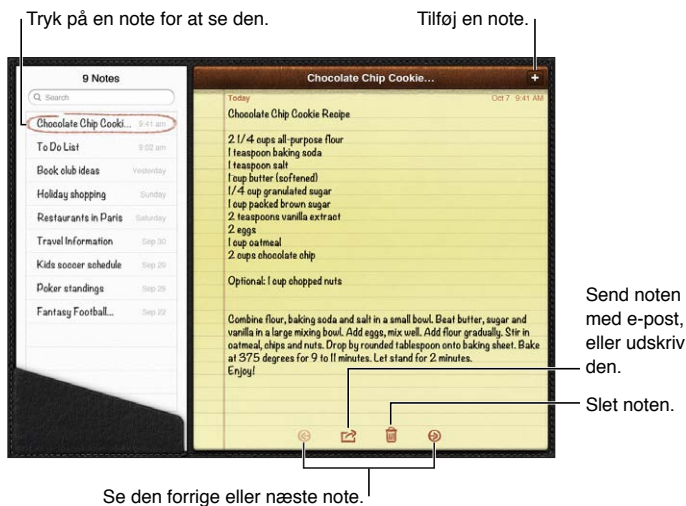 Tryk på en note for at se den.
Tilføj en note.
9 Notes
Search
Chocolate Chip Cooki... 9:41 am
To Do List 9:02 am
Book club ideas Yesterday
Holiday shopping Sunday
Restaurants in Paris Saturday
Travel Information Sep 30
Kids soccer schedule Sep 29
Poker standings Sep 25
Fantasy Football... Sep 22
Chocolate Chip Cookie...
+
Today Oct 7 9:41 AM
Chocolate Chip Cookie Recipe
2 1/4 cups all-purpose flour
1 teaspoon baking soda
1 teaspoon salt
1 cup butter (softened)
1/4 cup granulated sugar
1 cup packed brown sugar
2 teaspoons vanilla extract
2 eggs
1 cup oatmeal
2 cups chocolate chip
Optional: 1 cup chopped nuts
Combine flour, baking soda and salt in a small bowl. Beat butter, sugar and
vanilla in a large mixing bowl. Add eggs, mix well. Add flour gradually. Stir in
oatmeal, chips and nuts. Drop by rounded tablespoon onto baking sheet. Bake
at 375 degrees for 9 to 11 minutes. Let stand for 2 minutes.
Enjoy!
Send noten
med e-post,
eller udskriv
den.
Slet noten.
Se den forrige eller næste note.